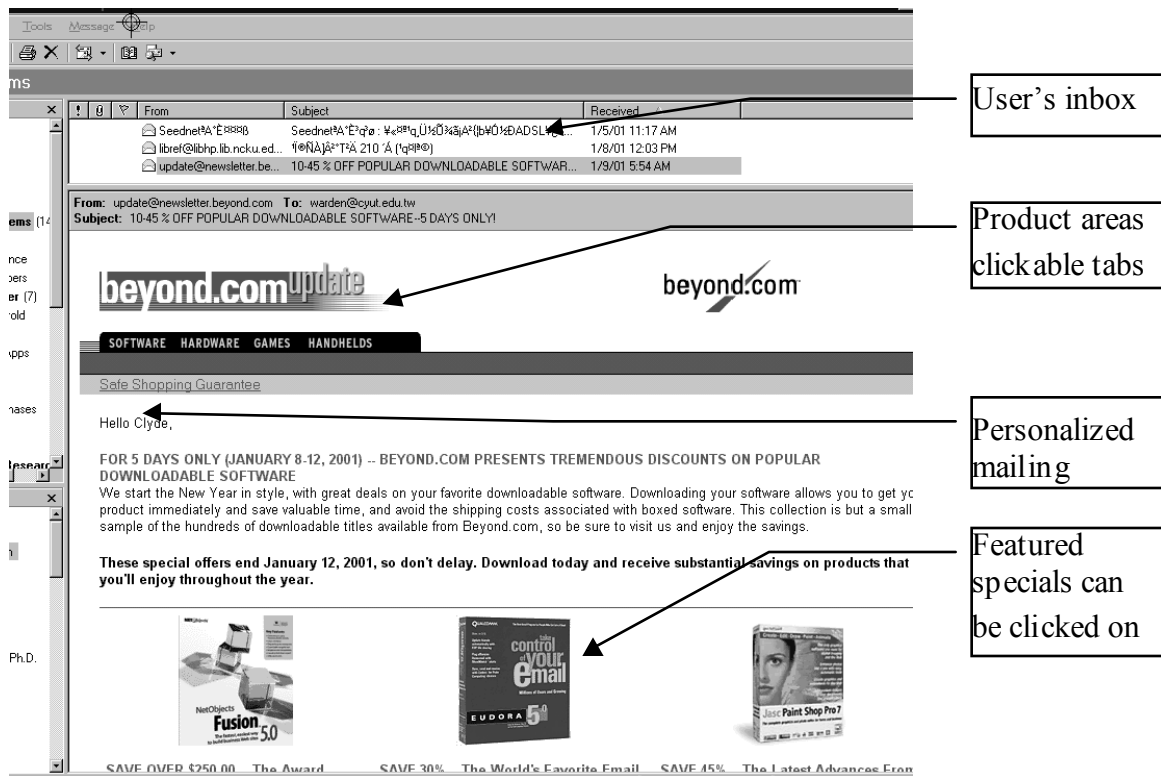 Tools Message Help
ms
! From Subject Received
1/5/01 11:17 AM
libref@libhp.lib.ncku.ed... 1/8/01 12:03 PM
update@newsletter.be... 10-45 % OFF POPULAR DOWNLOADABLE SOFTWAR... 1/9/01 5:54 AM
From: update@newsletter.beyond.com To: warden@cyut.edu.tw
Subject: 10-45 % OFF POPULAR DOWNLOADABLE SOFTWARE--5 DAYS ONLY!
ems (14
nce
bers
er (7)
rold
Apps
hases
Researc
Ph.D.
beyond.com update
beyond.com
SOFTWARE HARDWARE GAMES HANDHELDS
Safe Shopping Guarantee
Hello Clyde,
FOR 5 DAYS ONLY (JANUARY 8-12, 2001) -- BEYOND.COM PRESENTS TREMENDOUS DISCOUNTS ON POPULAR
DOWNLOADABLE SOFTWARE
We start the New Year in style, with great deals on your favorite downloadable software. Downloading your software allows you to get yo
product immediately and save valuable time, and avoid the shipping costs associated with boxed software. This collection is but a small
sample of the hundreds of downloadable titles available from Beyond.com, so be sure to visit us and enjoy the savings.
These special offers end January 12, 2001, so don't delay. Download today and receive substantial savings on products that
you'll enjoy throughout the year.
NetObjects
Fusion 5.0
QUALCOMM
take
control
of your
email
EUDORA 5.0
Jasc Paint Shop Pro 7
SAVE OVER $250.00 The Award
SAVE 30% The World's Favorite Email
SAVE 45% The Latest Advances From
User's inbox
Product areas
clickable tabs
Personalized
mailing
Featured
specials can
be clicked on